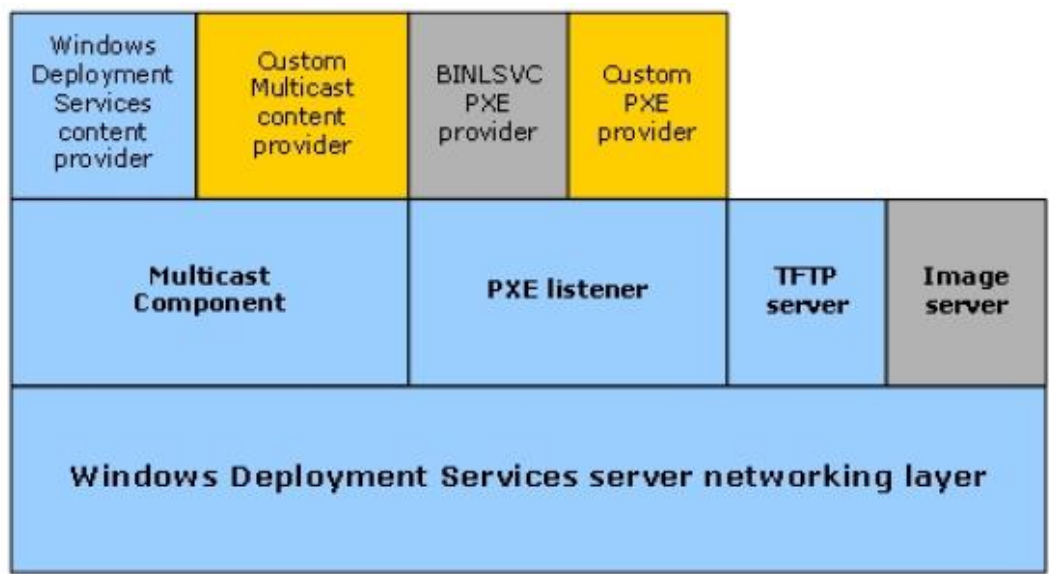 Windows
Deployment
Services
content
provider
Custom
Multicast
content
provider
BINLSVC
PXE
provider
Custom
PXE
provider
Multicast
Component
PXE listener
TFTP
server
Image
server
Windows Deployment Services server networking layer